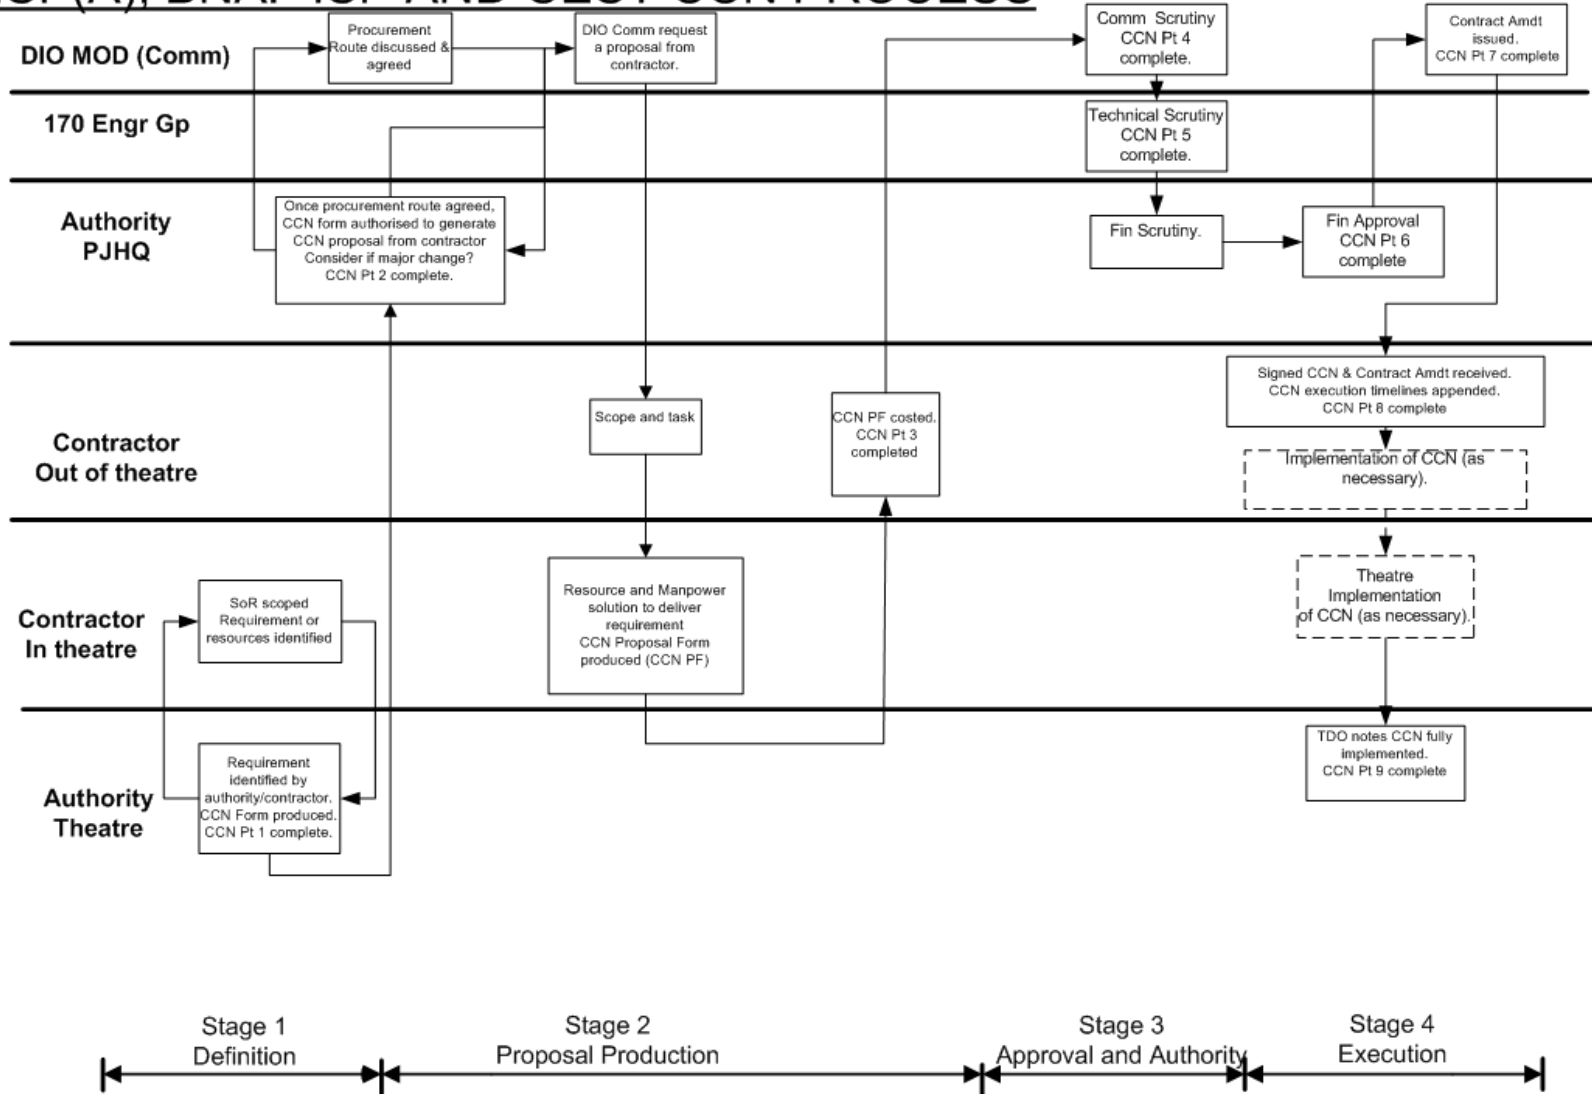 (A), BNAF ISP AND CCN PROCESS
DIO MOD (Comm)
Procurement
Route discussed &
agreed
DIO Comm request
a proposal from
contractor.
Comm Scrutiny
CCN Pt 4
complete.
Contract Amdt
issued.
CCN Pt 7 complete
170 Engr Gp
Technical Scrutiny
CCN Pt 5
complete.
Authority
PJHQ
Once procurement route agreed,
CCN form authorised to generate
CCN proposal from contractor
Consider if major change?
CCN Pt 2 complete.
Fin Scrutiny.
Fin Approval
CCN Pt 6
complete
Contractor
Out of theatre
Scope and task
CCN PF costed.
CCN Pt 3
completed
Signed CCN & Contract Amdt received.
CCN execution timelines appended.
CCN Pt 8 complete
Implementation of CCN (as
necessary).
Contractor
In theatre
SoR scoped
Requirement or
resources identified
Resource and Manpower
solution to deliver
requirement
CCN Proposal Form
produced (CCN PF)
Theatre
Implementation
of CCN (as necessary).
Authority
Theatre
Requirement
identified by
authority/contractor.
CCN Form produced.
CCN Pt 1 complete.
TDO notes CCN fully
implemented.
CCN Pt 9 complete
Stage 1
Definition
Stage 2
Proposal Production
Stage 3
Approval and Authority
Stage 4
Execution